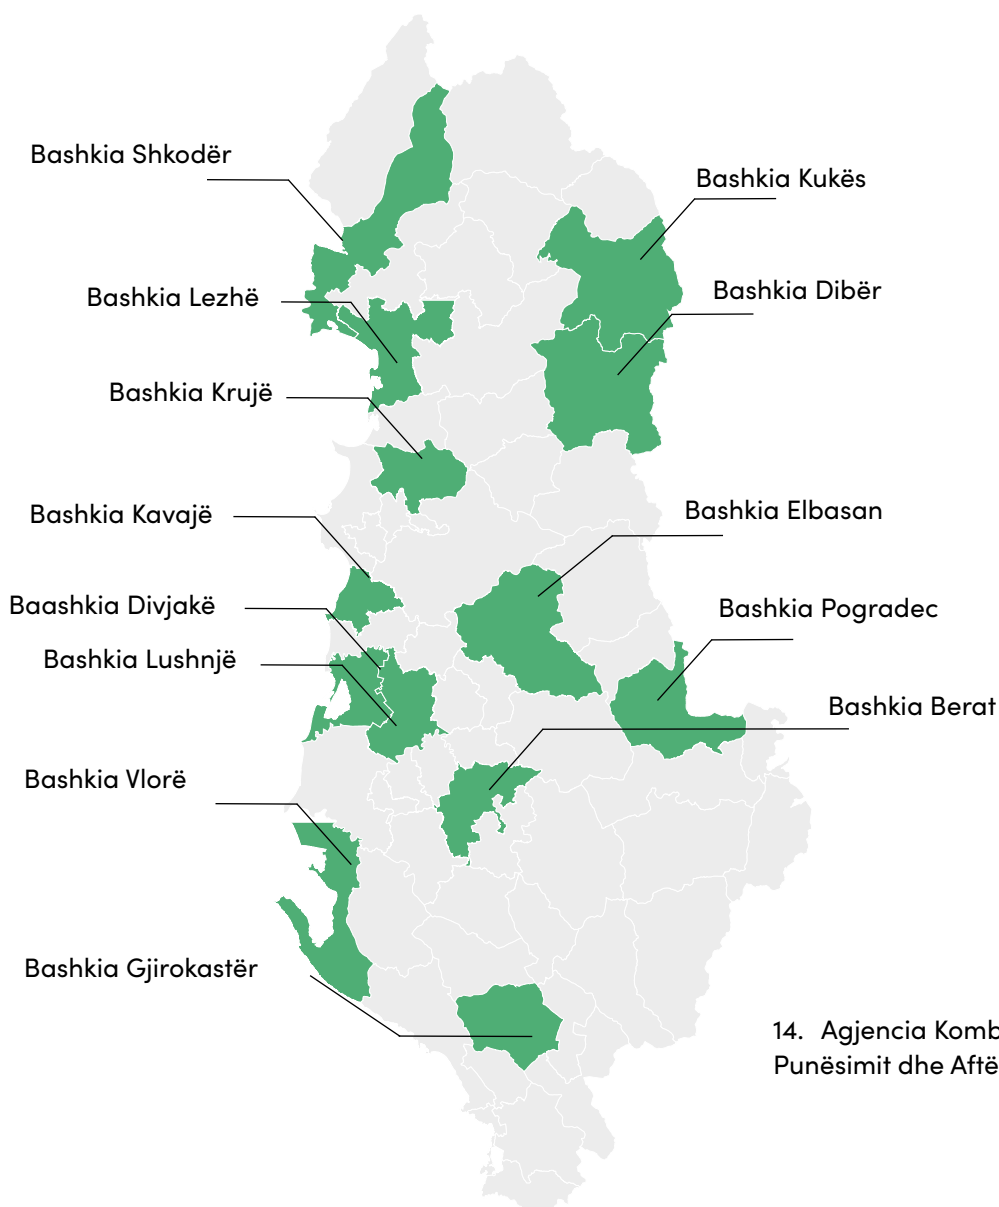 Bashkia Shkodër
Bashkia Kukës
Bashkia Dibër
Bashkia Lezhë
Bashkia Krujë
Bashkia Elbasan
Bashkia Kavajë
Baashkia Divjakë
Bashkia Pogradec
Bashkia Lushnjë
Bashkia Berat
Bashkia Vlorë
Bashkia Gjirokastër
14. Agjencia Komb
Punësimit dhe Aftë